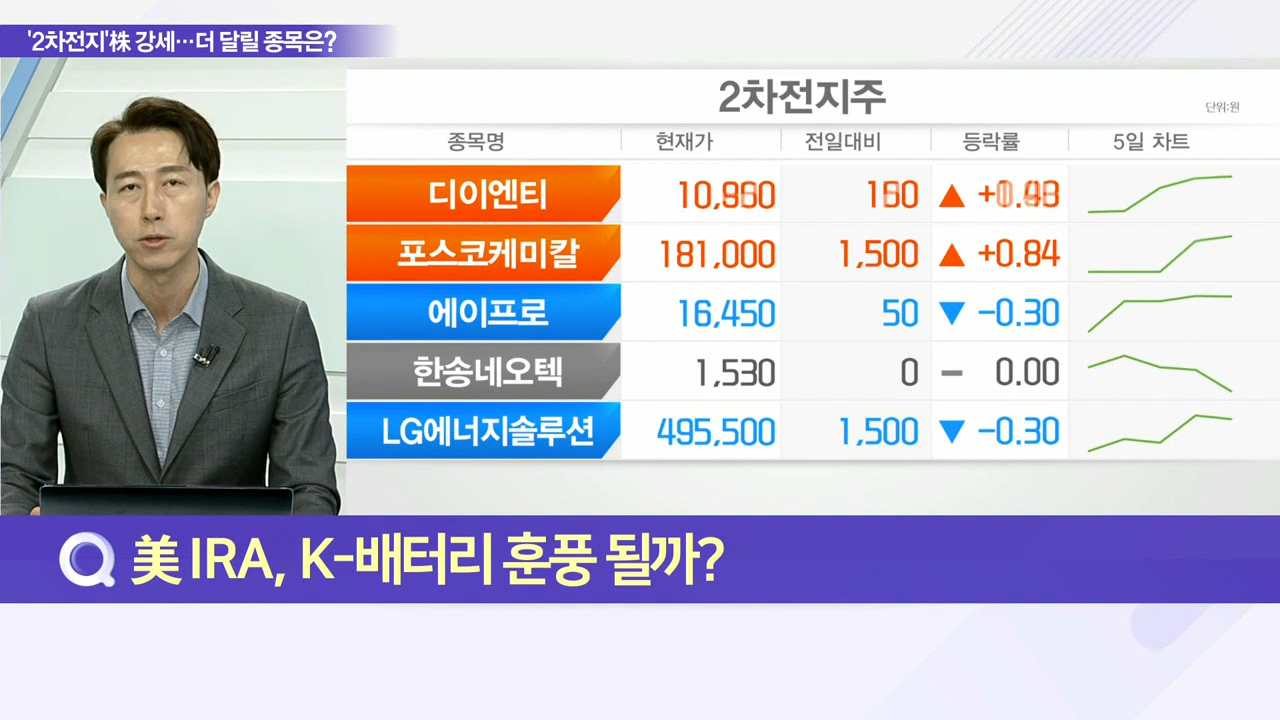 '2차전지'株 강세…더 달릴 종목은?
2차전지주
단위:원
종목명 현재가 전일대비 등락률 5일 차트
디이엔티
포스코케미칼 181,000 1,500 ▲ +0.84
에이프로 16,450 50 ▼ -0.30
한송네오텍 1,530 0 - 0.00
LG에너지솔루션 495,500 1,500 ▼ -0.30
Q 美 IRA, K-배터리 훈풍 될까?